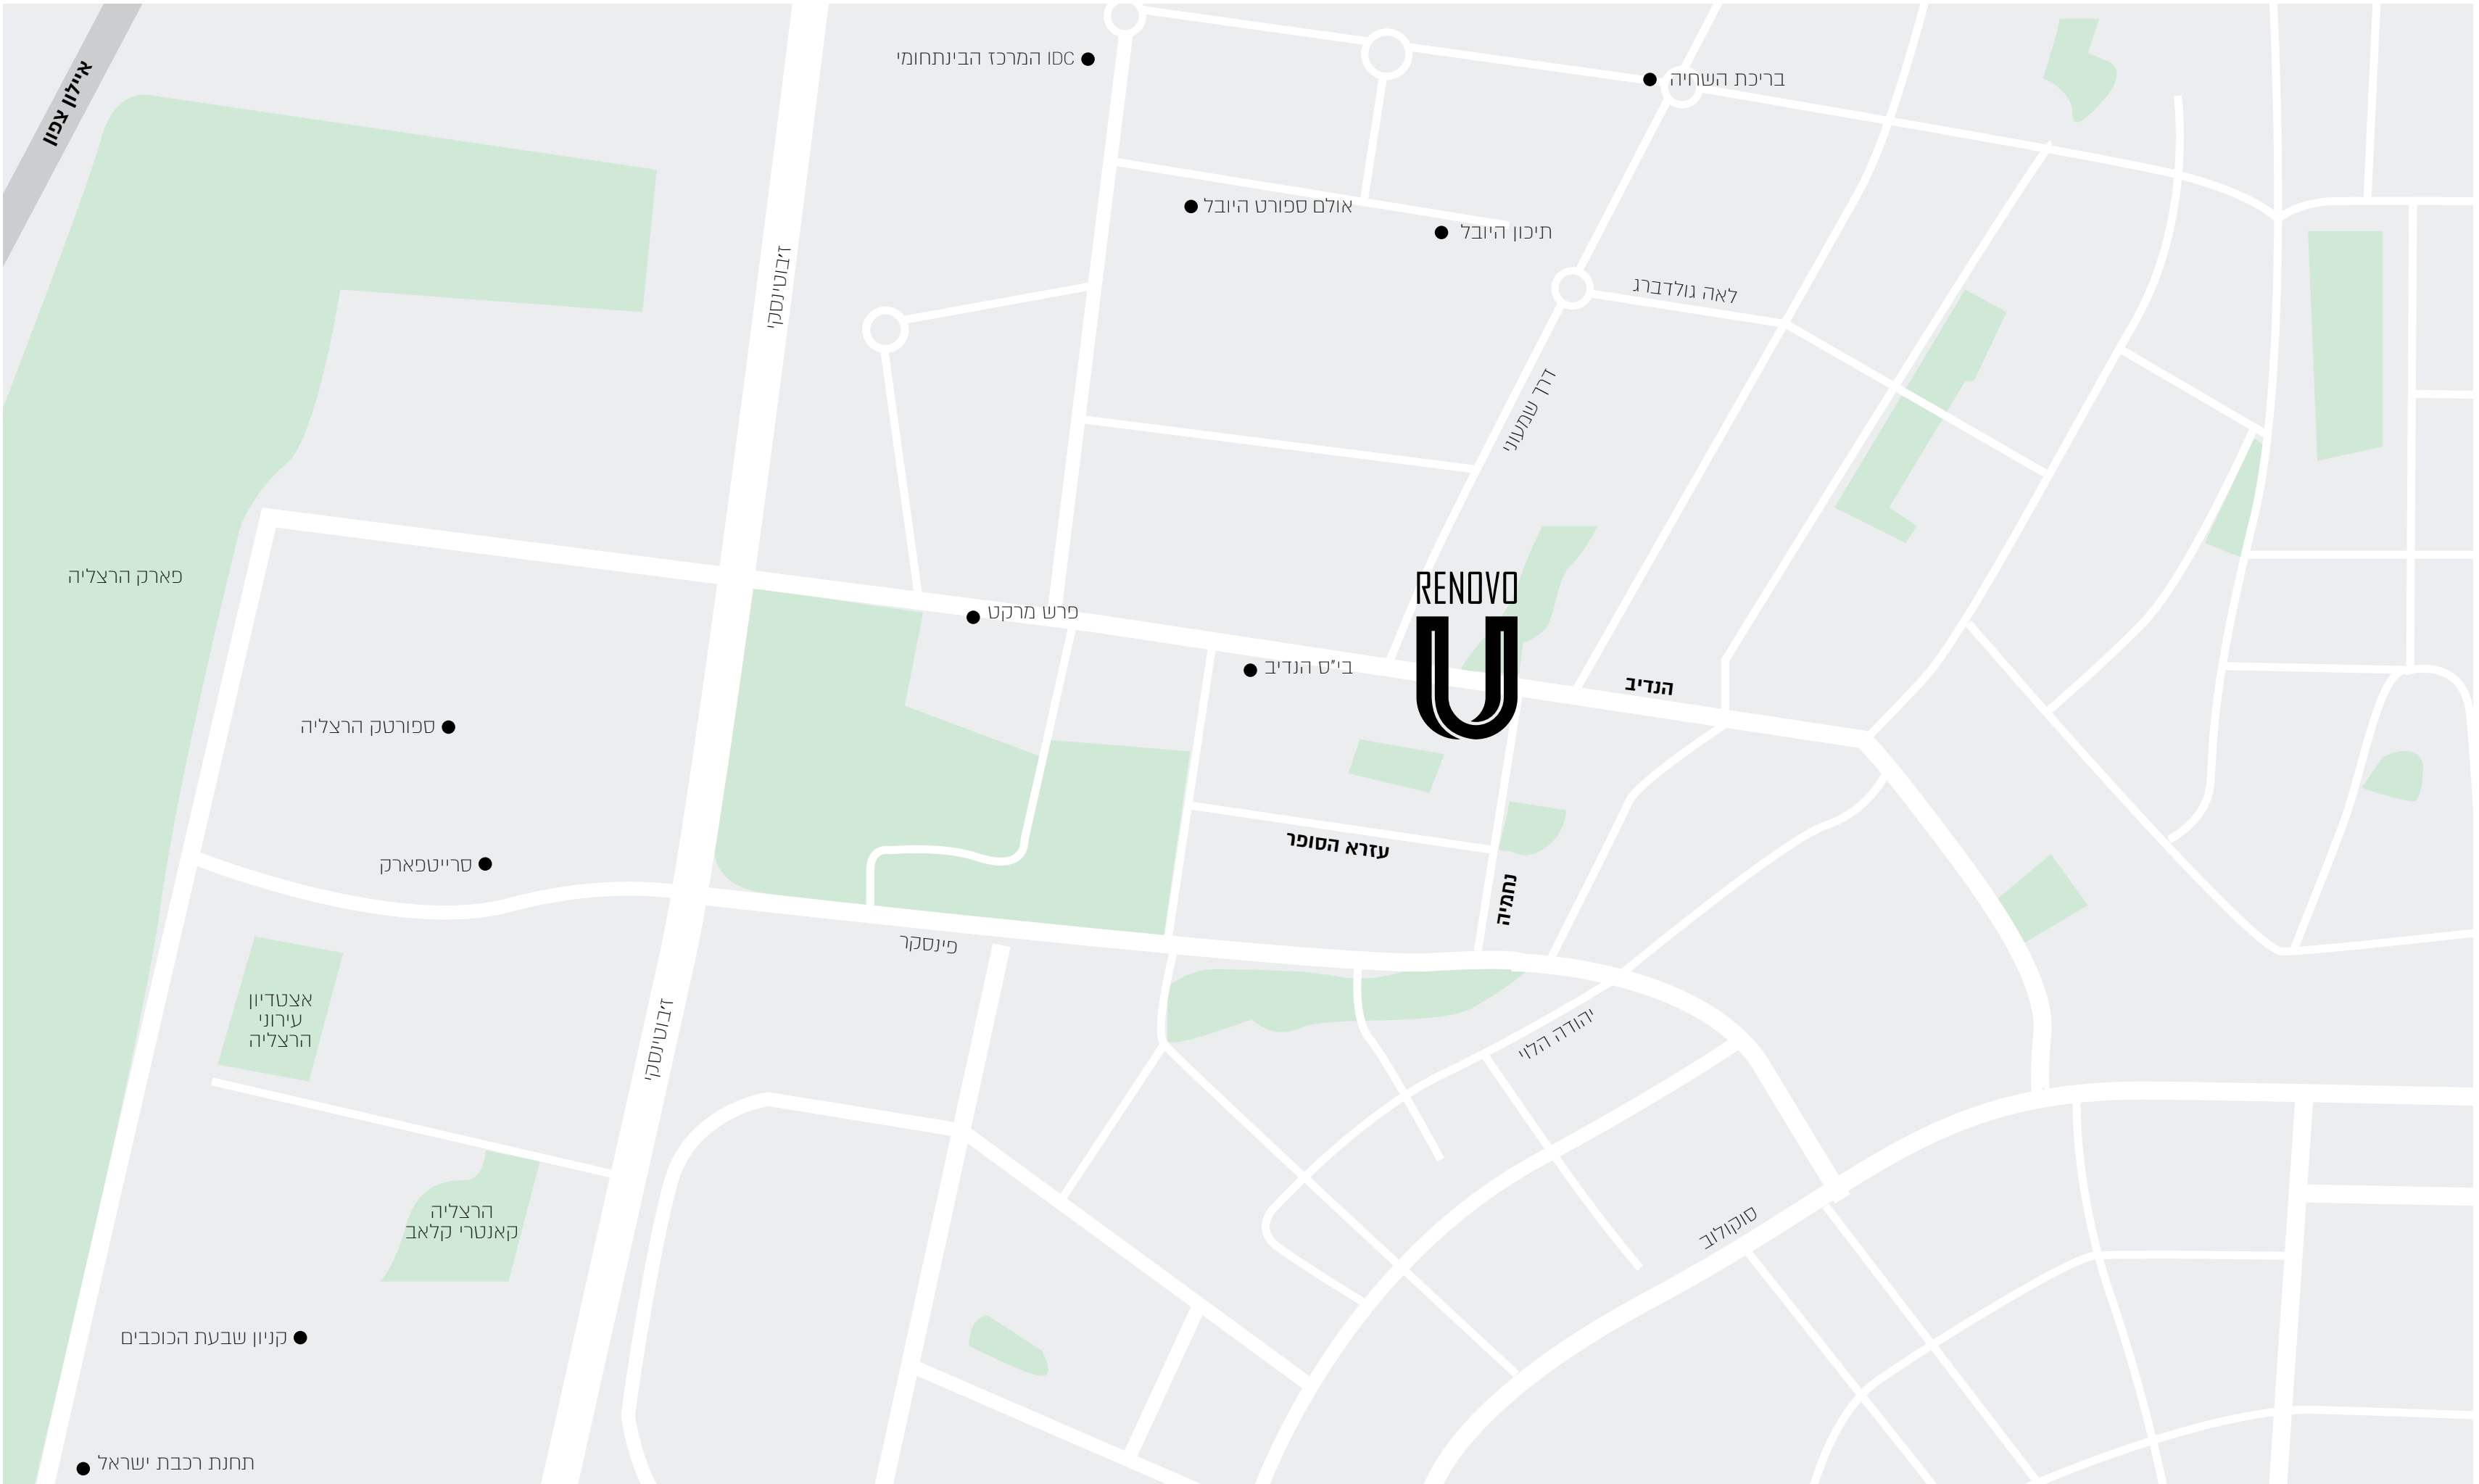 איילון צפון
IDC המרכז הבינתחומי
בריכת השחיה
אולם ספורט היובל
תיכון היובל
ז'בוטינסקי
לאה גולדברג
דרך שמעוני
פארק הרצליה
RENOVO
U
פרש מרקט
בי"ס הנדיב
הנדיב
ספורטק הרצליה
עזרא הסופר
סרייטפארק
נחמיה
פינסקר
אצטדיון
עירוני
הרצליה
ז'בוטינסקי
יהודה הלוי
הרצליה
קאנטרי קלאב
סוקולוב
קניון שבעת הכוכבים
תחנת רכבת ישראל